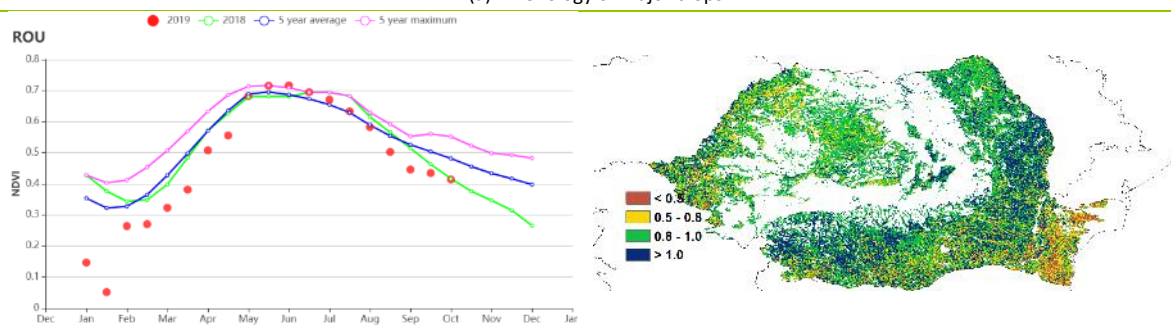 2019 2018 5 year average 5 year maximum
ROU
0.8
0.7
0.6
0.5
0.4
0.3
0.2
0.1
0
NDVI
Dec Jan Feb Mar Apr May Jun Jul Aug Sep Oct Nov Dec Jan
< 0.5
0.5 - 0.8
0.8 - 1.0
> 1.0